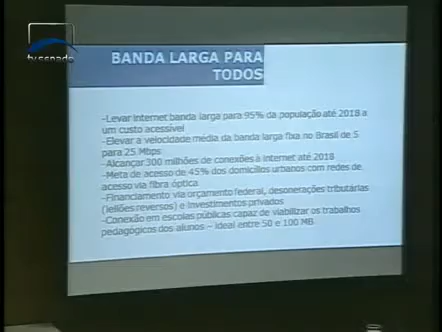 tv senado
BANDA LARGA PARA
TODOS
-Levar internet banda larga para 95% da população até 2018 a
um custo acessível
-Elevar a velocidade média da banda larga fixa no Brasil de 5
para 25 Mbps
-Alcançar 300 milhões de conexões à internet até 2018
-Meta de acesso de 45% dos domicílios urbanos com redes de
acesso via fibra óptica
-Financiamento via orçamento federal, desonerações tributárias
(leilões reversos) e investimentos privados
-Conexão em escolas públicas capaz de viabilizar os trabalhos
pedagógicos dos alunos – ideal entre 50 e 100 MB